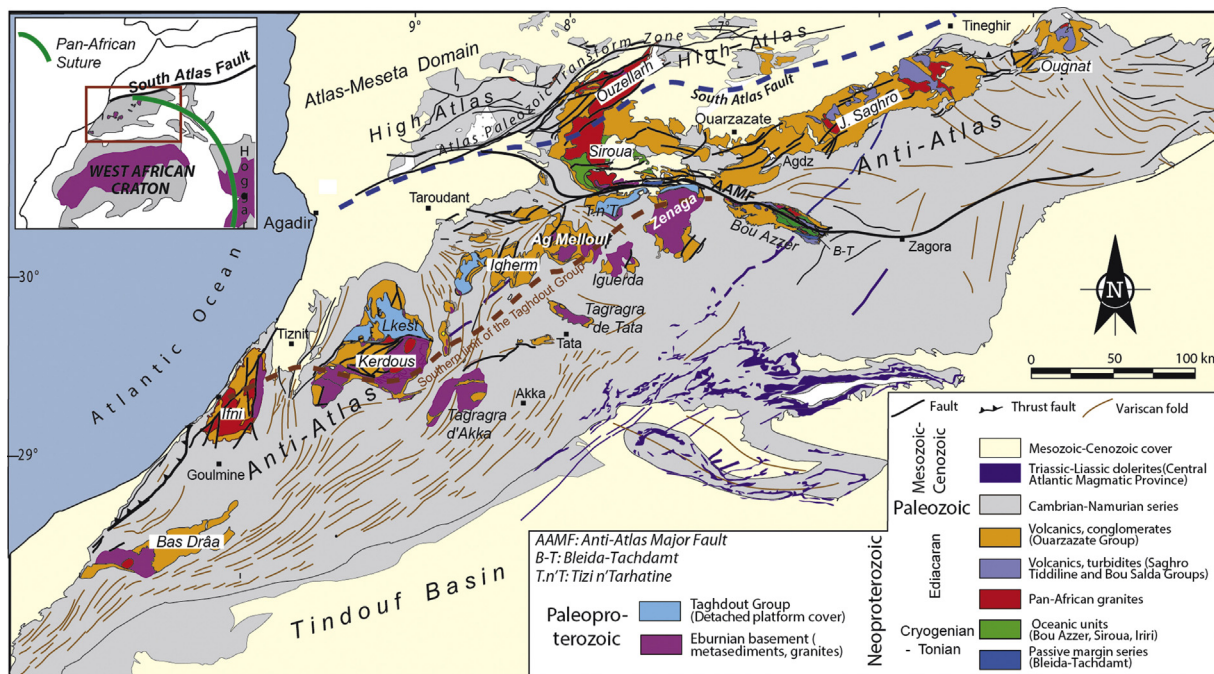 Pan-African
Suture
South Atlas Fault
WEST AFRICAN
CRATON
Hoggar
9°
8°
7°
30°
29°
Atlas-Meseta Domain
High Atlas
Atlas Paleozoic Transform Zone
High-Atlas
Ouzellarh
South Atlas Fault
Tineghir
Ougnat
J. Saghro
Ouarzazate
Anti-Atlas
Siroua
Agdz
AAMF
Agadir
Taroudant
T.n'T
Zenaga
Bou Azzer
B-T
Zagora
Ag Mellouf
Igherm
Iguerda
Atlantic Ocean
Southern limit of the Taghdout Group
Tagragra
de Tata
Tata
Tiznit
Lkest
Kerdous
Tagragra
d'Akka
Akka
Ifni
Anti-Atlas
Goulmine
Bas Drâa
Tindouf Basin
N
0
50
100 km
Fault
Thrust fault
Variscan fold
Mesozoic-
Cenozoic
Mesozoic-Cenozoic cover
Triassic-Liassic dolerites(Central
Atlantic Magmatic Province)
Paleozoic
Cambrian-Namurian series
Neoproterozoic
Ediacaran
Volcanics, conglomerates
(Ouarzazate Group)
Volcanics, turbidites (Saghro
Tiddiline and Bou Salda Groups)
Pan-African granites
Cryogenian
- Tonian
Oceanic units
(Bou Azzer, Siroua, Iriri)
Passive margin series
(Bleida-Tachdamt)
AAMF: Anti-Atlas Major Fault
B-T: Bleida-Tachdamt
T.n'T: Tizi n'Tarhatine
Paleopro-
terozoic
Taghdout Group
(Detached platform cover)
Eburnian basement (
metasediments, granites)